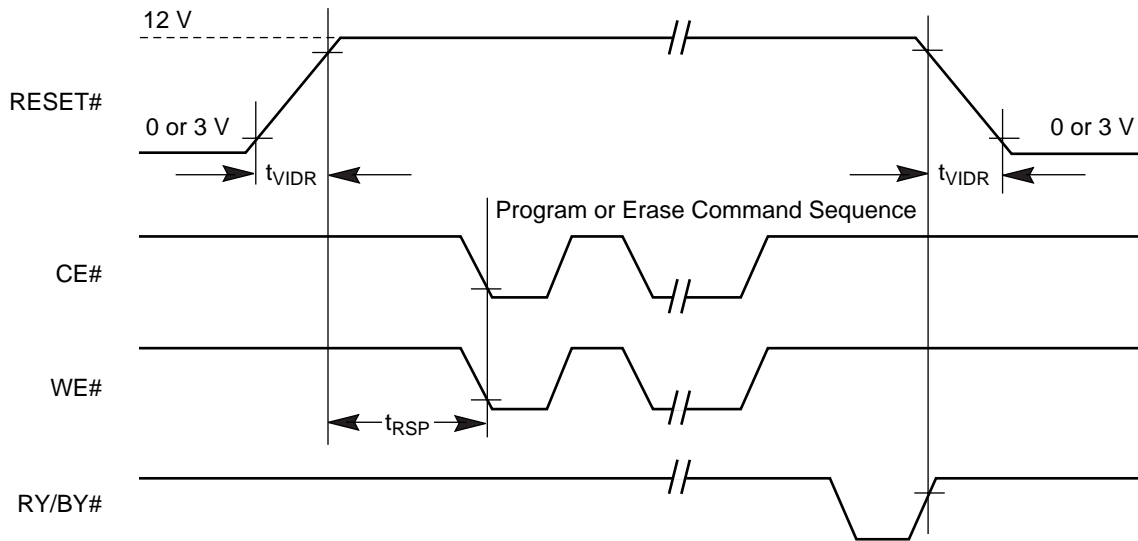 12 V
RESET#
0 or 3 V
0 or 3 V
tVIDR
tVIDR
Program or Erase Command Sequence
CE#
WE#
tRSP
RY/BY#